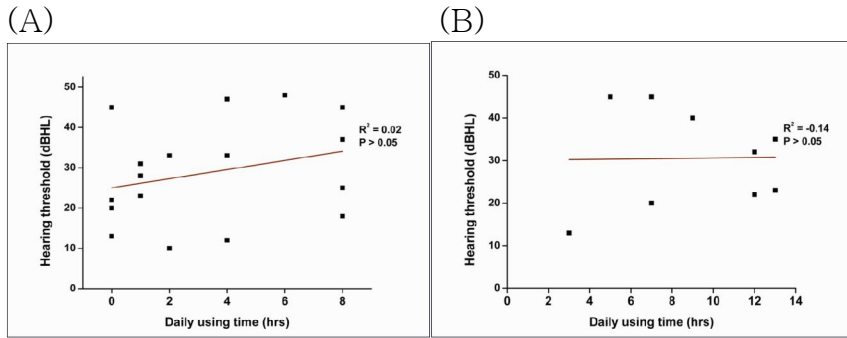 (A)
(B)
Hearing threshold (dBHL)
50
40
30
20
10
0
R² = 0.02
P > 0.05
0 2 4 6 8
Daily using time (hrs)
Hearing threshold (dBHL)
50
40
30
20
10
0
R² = -0.14
P > 0.05
0 2 4 6 8 10 12 14
Daily using time (hrs)